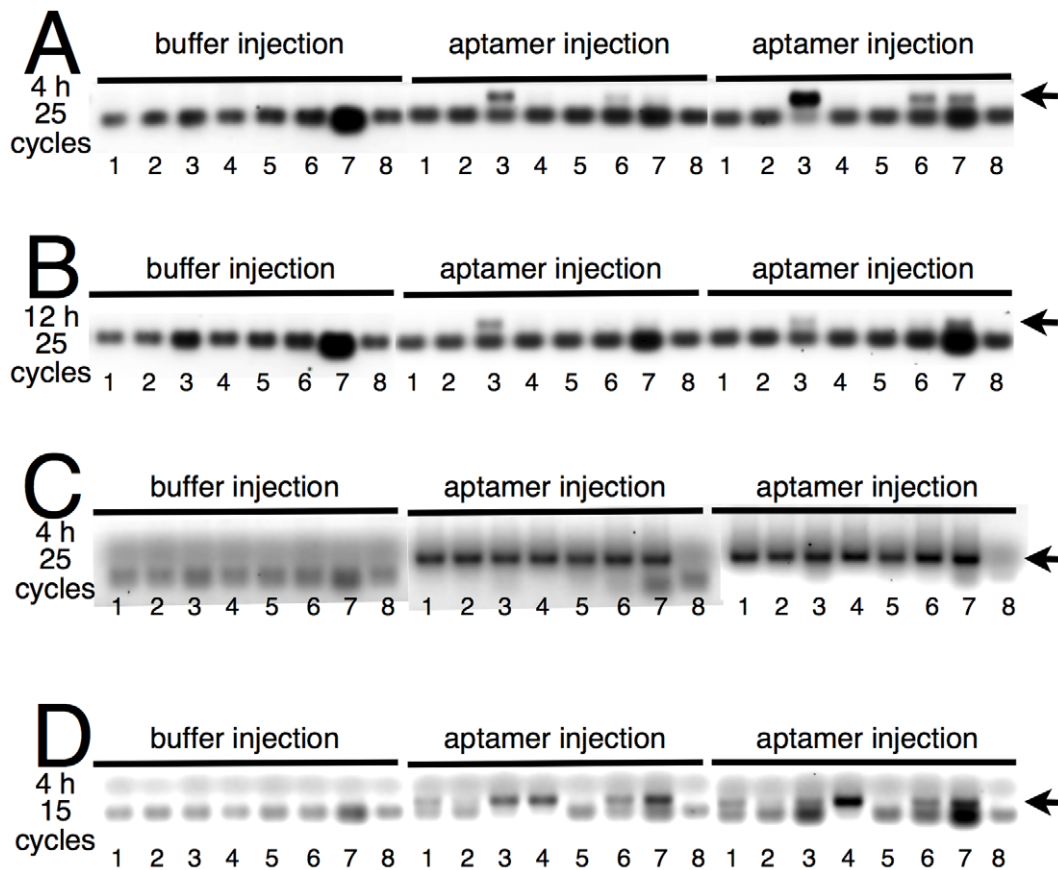 A
buffer injection aptamer injection aptamer injection
4 h
25
cycles
1 2 3 4 5 6 7 8 1 2 3 4 5 6 7 8 1 2 3 4 5 6 7 8
B
buffer injection aptamer injection aptamer injection
12 h
25
cycles
1 2 3 4 5 6 7 8 1 2 3 4 5 6 7 8 1 2 3 4 5 6 7 8
C
buffer injection aptamer injection aptamer injection
4 h
25
cycles
1 2 3 4 5 6 7 8 1 2 3 4 5 6 7 8 1 2 3 4 5 6 7 8
D
buffer injection aptamer injection aptamer injection
4 h
15
cycles
1 2 3 4 5 6 7 8 1 2 3 4 5 6 7 8 1 2 3 4 5 6 7 8